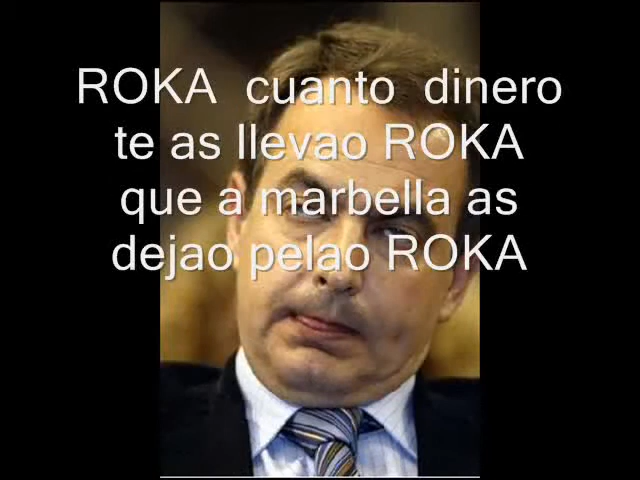 ROKA cuanto dinero
te as llevao ROKA
que a marbella as
dejao pelao ROKA